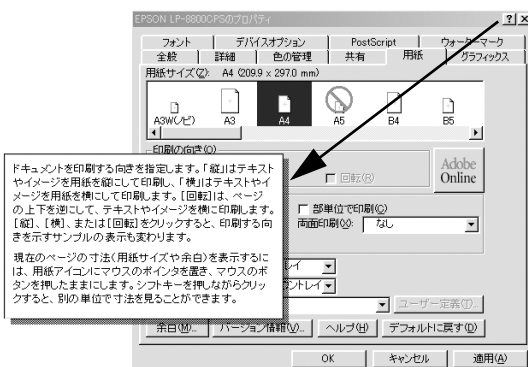 EPSON LP-8800CPSのプロパティ
? ×
フォント デバイスオプション PostScript ウォーターマーク
全般 詳細 色の管理 共有 用紙 グラフィックス
用紙サイズ(Z): A4 (209.9 x 297.0 mm)
A3W(ノビ) A3 A4 A5 B4 B5
印刷の向き(O)
回転(R)
Adobe
Online
ドキュメントを印刷する向きを指定します。「縦」はテキスト
やイメージを用紙を縦にして印刷し、「横」はテキストやイ
メージを用紙を横にして印刷します。[回転]は、ページ
の上下を逆にして、テキストやイメージを横に印刷します。
[縦]、[横]、または[回転]をクリックすると、印刷する向
きを示すサンプルの表示も変わります。
現在のページの寸法(用紙サイズや余白)を表示するに
は、用紙アイコンにマウスのポインタを置き、マウスのボ
タンを押したままにします。シフトキーを押しながらクリッ
クすると、別の単位で寸法を見ることができます。
部単位で印刷(C)
両面印刷(X): なし
レイ
ントレイ
ユーザー定義(I)...
余白(M)... バージョン情報(V)... ヘルプ(H) デフォルトに戻す(D)
OK キャンセル 適用(A)